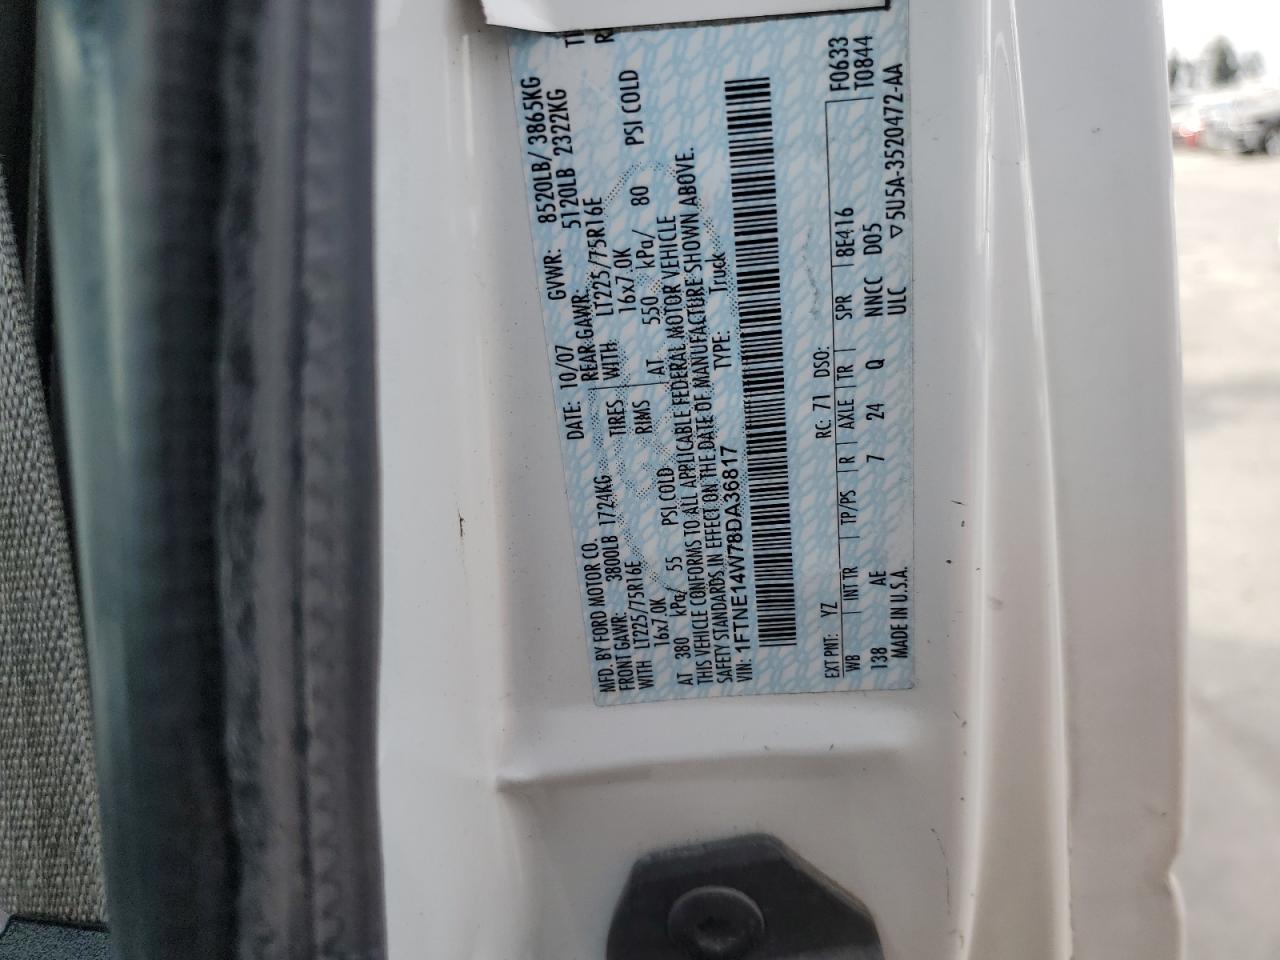 MFD. BY FORD MOTOR CO.
DATE: 10/07 GVWR: 8520LB/ 3865KG
FRONT GAWR: 3800LB 1724KG REAR GAWR: 5120LB 2322KG
WITH LT225/75R16E TIRES WITH LT225/75R16E
16x7.0K RIMS 16x7.0K
AT 380 kPa/ 55 PSI COLD AT 550 kPa/ 80 PSI COLD
THIS VEHICLE CONFORMS TO ALL APPLICABLE FEDERAL MOTOR VEHICLE
SAFETY STANDARDS IN EFFECT ON THE DATE OF MANUFACTURE SHOWN ABOVE.
VIN: 1FTNE14W78DA36817 TYPE: Truck
F0633
T0844
EXT PNT: YZ RC: 71 DSO:
WB INT TR TP/PS R AXLE TR SPR 8E416
138 AE 7 24 Q NNCC D05
MADE IN U.S.A. ULC ▽5U5A-3520472-AA